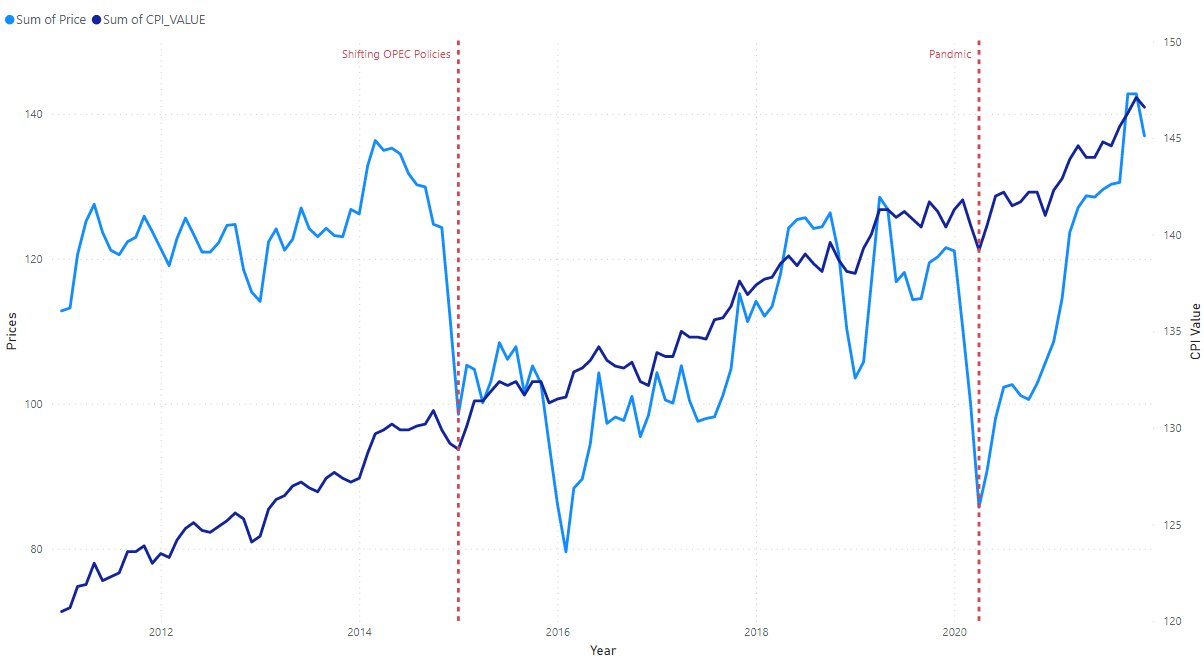 Sum of Price Sum of CPI_VALUE
Shifting OPEC Policies
Pandmic
Prices
140
120
100
80
150
145
140
135
130
125
120
CPI Value
2012 2014 2016 2018 2020
Year